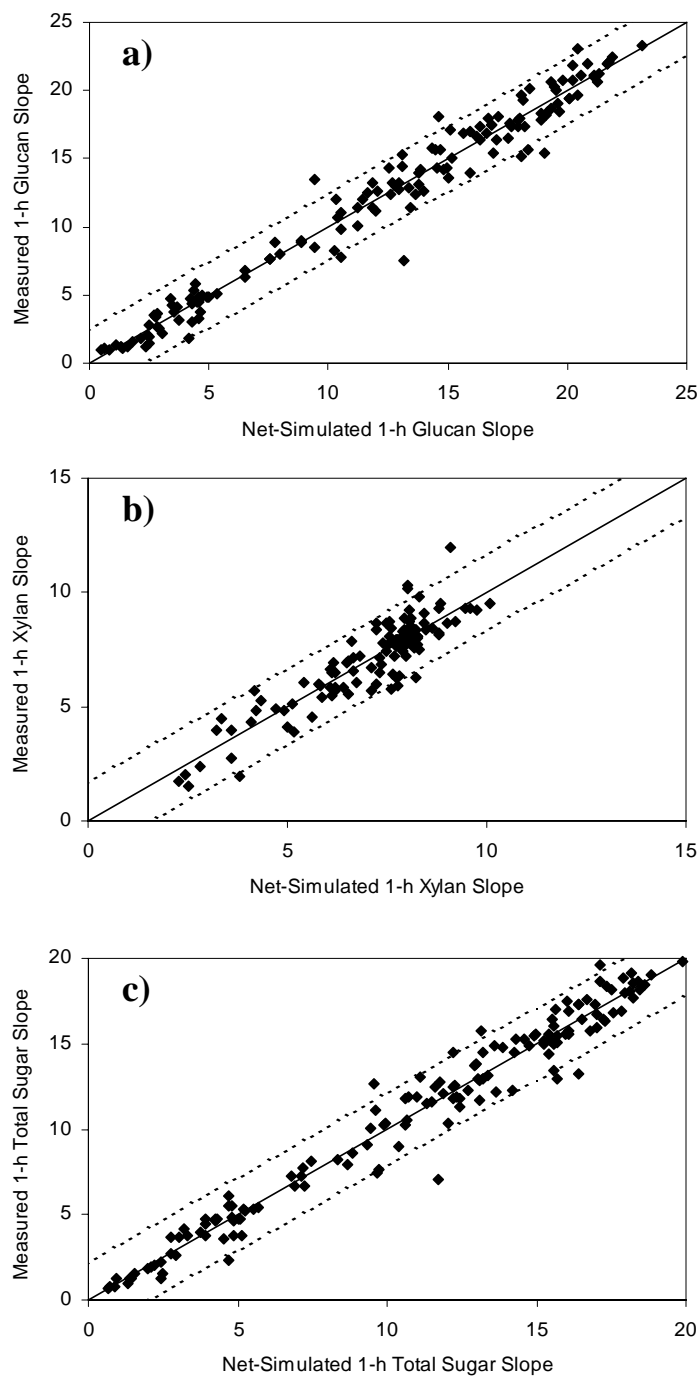 a)
Measured 1-h Glucan Slope
25
20
15
10
5
0
0 5 10 15 20 25
Net-Simulated 1-h Glucan Slope
b)
Measured 1-h Xylan Slope
15
10
5
0
0 5 10 15
Net-Simulated 1-h Xylan Slope
c)
Measured 1-h Total Sugar Slope
20
15
10
5
0
0 5 10 15 20
Net-Simulated 1-h Total Sugar Slope